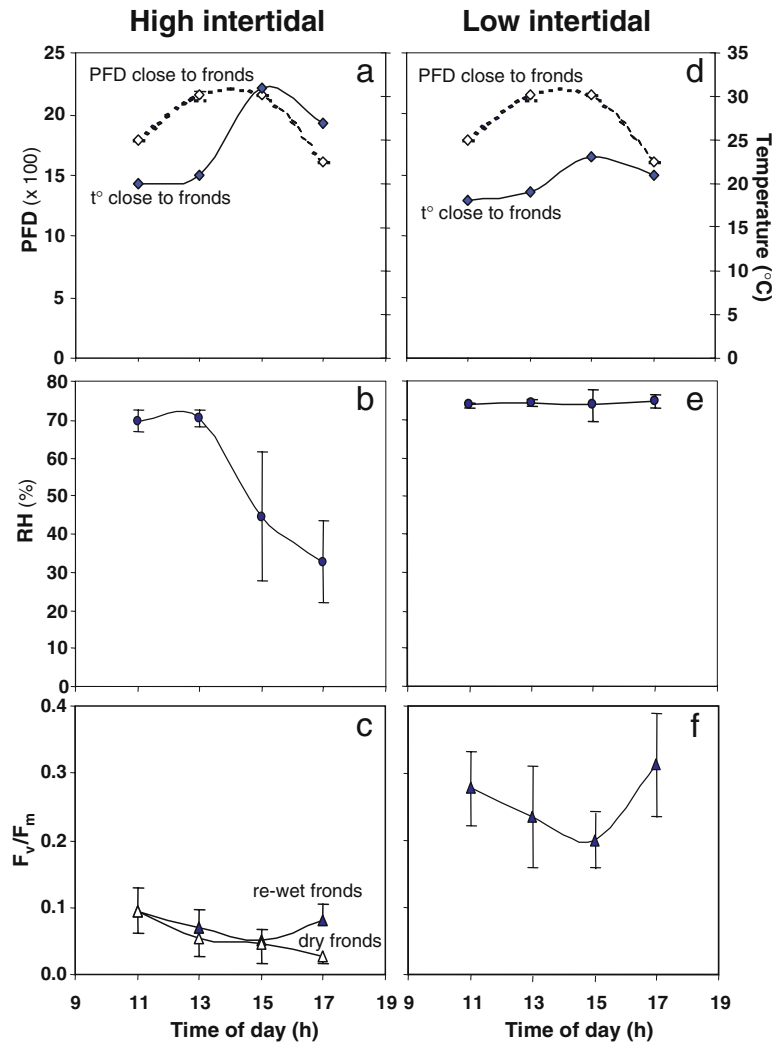 High intertidal
Low intertidal
a
PFD close to fronds
t° close to fronds
PFD (x 100)
25
20
15
10
5
0
d
PFD close to fronds
t° close to fronds
35
30
25
20
15
10
5
0
Temperature (°C)
b
RH (%)
80
70
60
50
40
30
20
10
0
e
c
Fv/Fm
0.4
0.3
0.2
0.1
0.0
re-wet fronds
dry fronds
f
9 11 13 15 17 19
Time of day (h)
9 11 13 15 17 19
Time of day (h)